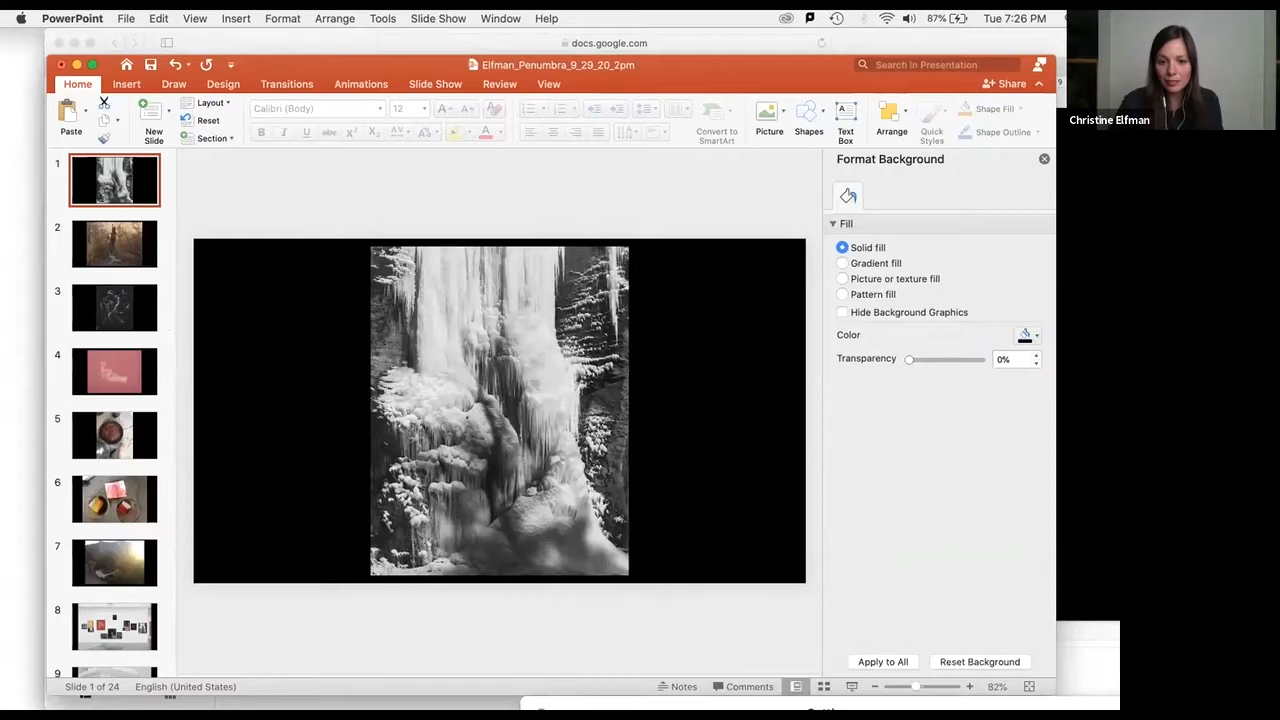 PowerPoint File Edit View Insert Format Arrange Tools Slide Show Window Help 87% Tue 7:26 PM
docs.google.com
Elfman_Penumbra_9_29_20_2pm
Search in Presentation
Home Insert Draw Design Transitions Animations Slide Show Review View Share
Paste
New Slide
Layout
Reset
Section
Calibri (Body) 12
Convert to SmartArt
Picture
Shapes
Text Box
Arrange
Quick Styles
Shape Fill
Shape Outline
Christine Elfman
1
2
3
4
5
6
7
8
9
Format Background
Fill
Solid fill
Gradient fill
Picture or texture fill
Pattern fill
Hide Background Graphics
Color
Transparency 0%
Apply to All Reset Background
Slide 1 of 24 English (United States) Notes Comments 82%